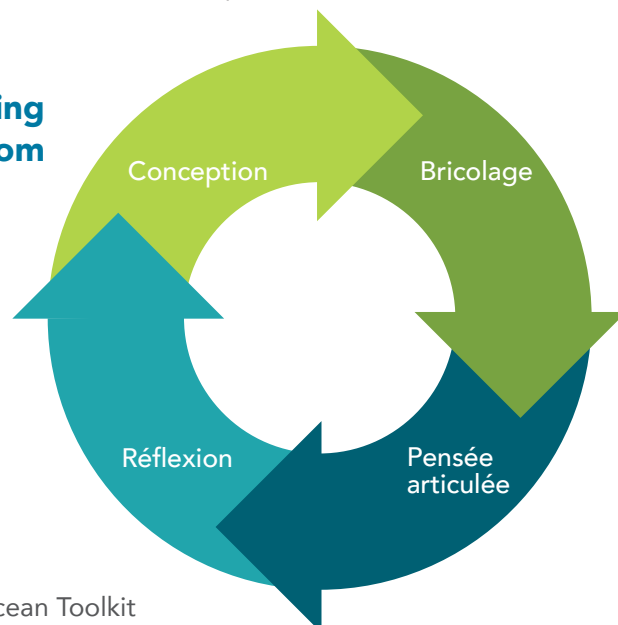 ing
om
Conception
Bricolage
Réflexion
Pensée
articulée
cean Toolkit